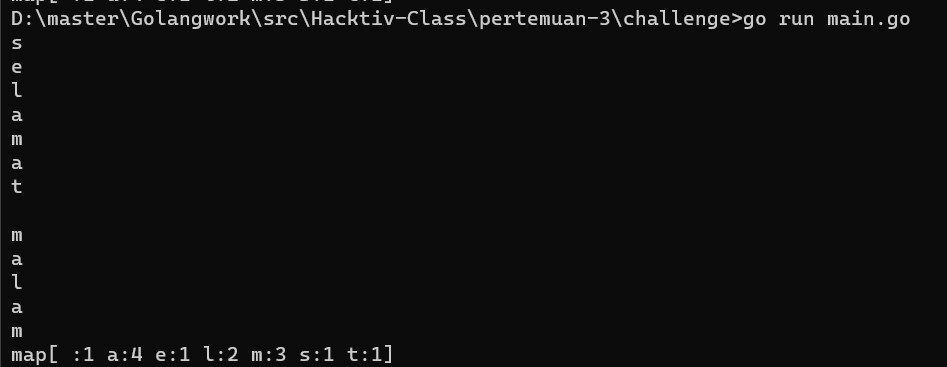 D:\master\Golangwork\src\Hacktiv-Class\pertemuan-3\challenge>go run main.go
s
e
l
a
m
a
t

m
a
l
a
m
map[ :1 a:4 e:1 l:2 m:3 s:1 t:1]